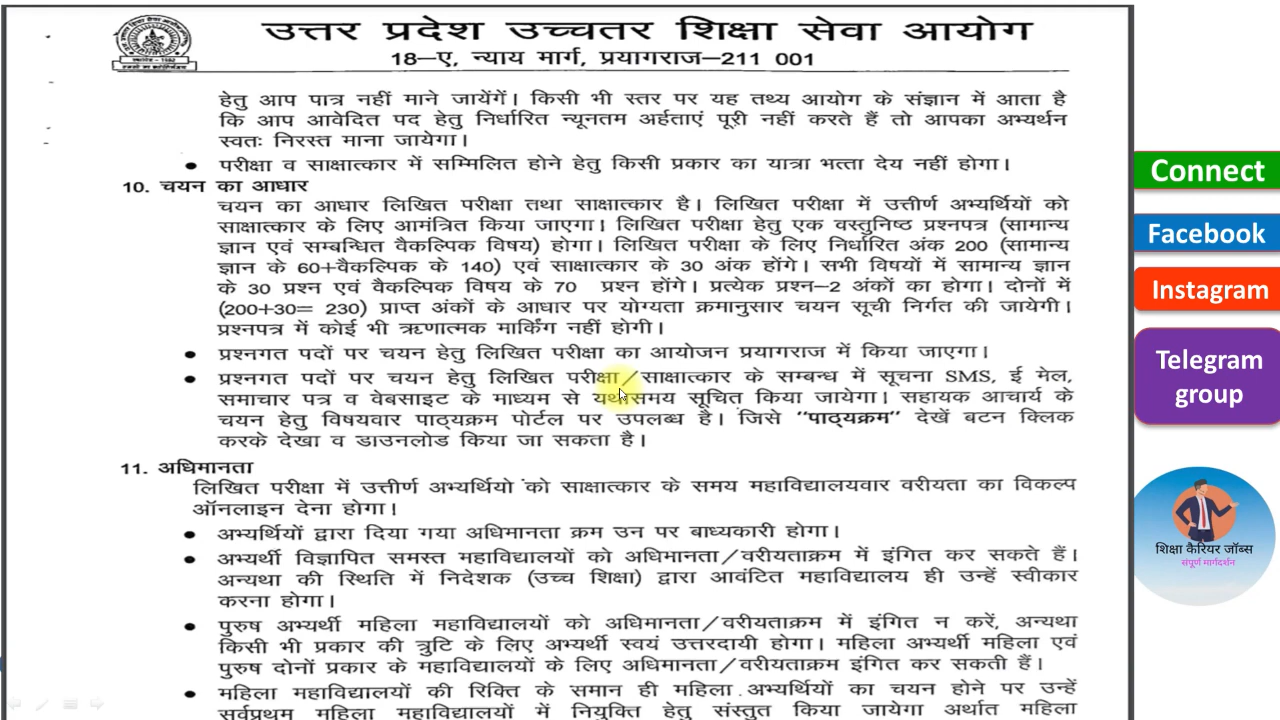 उत्तर प्रदेश उच्चतर शिक्षा सेवा आयोग
18—ए, न्याय मार्ग, प्रयागराज—211 001
हेतु आप पात्र नहीं माने जायेंगें। किसी भी स्तर पर यह तथ्य आयोग के संज्ञान में आता है
कि आप आवेदित पद हेतु निर्धारित न्यूनतम अर्हताएं पूरी नहीं करते हैं तो आपका अभ्यर्थन
स्वतः निरस्त माना जायेगा।
● परीक्षा व साक्षात्कार में सम्मिलित होने हेतु किसी प्रकार का यात्रा भत्ता देय नहीं होगा।
10. चयन का आधार
चयन का आधार लिखित परीक्षा तथा साक्षात्कार है। लिखित परीक्षा में उत्तीर्ण अभ्यर्थियों को
साक्षात्कार के लिए आमंत्रित किया जाएगा। लिखित परीक्षा हेतु एक वस्तुनिष्ठ प्रश्नपत्र (सामान्य
ज्ञान एवं सम्बन्धित वैकल्पिक विषय) होगा। लिखित परीक्षा के लिए निर्धारित अंक 200 (सामान्य
ज्ञान के 60+वैकल्पिक के 140) एवं साक्षात्कार के 30 अंक होंगे। सभी विषयों में सामान्य ज्ञान
के 30 प्रश्न एवं वैकल्पिक विषय के 70 प्रश्न होंगे। प्रत्येक प्रश्न—2 अंकों का होगा। दोनों में
(200+30= 230) प्राप्त अंकों के आधार पर योग्यता क्रमानुसार चयन सूची निर्गत की जायेगी।
प्रश्नपत्र में कोई भी ऋणात्मक मार्किंग नहीं होगी।
● प्रश्नगत पदों पर चयन हेतु लिखित परीक्षा का आयोजन प्रयागराज में किया जाएगा।
● प्रश्नगत पदों पर चयन हेतु लिखित परीक्षा/साक्षात्कार के सम्बन्ध में सूचना SMS, ई मेल,
समाचार पत्र व वेबसाइट के माध्यम से यथासमय सूचित किया जायेगा। सहायक आचार्य के
चयन हेतु विषयवार पाठ्यक्रम पोर्टल पर उपलब्ध है। जिसे "पाठ्यक्रम" देखें बटन क्लिक
करके देखा व डाउनलोड किया जा सकता है।
11. अधिमानता
लिखित परीक्षा में उत्तीर्ण अभ्यर्थियो को साक्षात्कार के समय महाविद्यालयवार वरीयता का विकल्प
ऑनलाइन देना होगा।
● अभ्यर्थियों द्वारा दिया गया अधिमानता क्रम उन पर बाध्यकारी होगा।
● अभ्यर्थी विज्ञापित समस्त महाविद्यालयों को अधिमानता/वरीयताक्रम में इंगित कर सकते हैं।
अन्यथा की स्थिति में निदेशक (उच्च शिक्षा) द्वारा आवंटित महाविद्यालय ही उन्हें स्वीकार
करना होगा।
● पुरुष अभ्यर्थी महिला महाविद्यालयों को अधिमानता/वरीयताक्रम में इंगित न करें, अन्यथा
किसी भी प्रकार की त्रुटि के लिए अभ्यर्थी स्वयं उत्तरदायी होगा। महिला अभ्यर्थी महिला एवं
पुरुष दोनों प्रकार के महाविद्यालयों के लिए अधिमानता/वरीयताक्रम इंगित कर सकती हैं।
● महिला महाविद्यालयों की रिक्ति के समान ही महिला अभ्यर्थियों का चयन होने पर उन्हें
सर्वप्रथम महिला महाविद्यालयों में नियुक्ति हेतु संस्तुत किया जायेगा अर्थात महिला
Connect
Facebook
Instagram
Telegram
group
शिक्षा कैरियर जॉब्स
संपूर्ण मार्गदर्शन